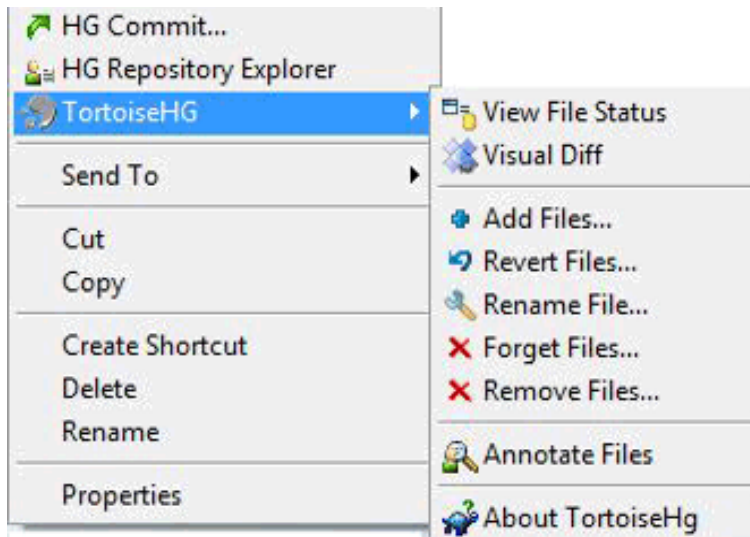 HG Commit...
HG Repository Explorer
TortoiseHG
Send To
Cut
Copy
Create Shortcut
Delete
Rename
Properties
View File Status
Visual Diff
Add Files...
Revert Files...
Rename File...
Forget Files...
Remove Files...
Annotate Files
About TortoiseHg